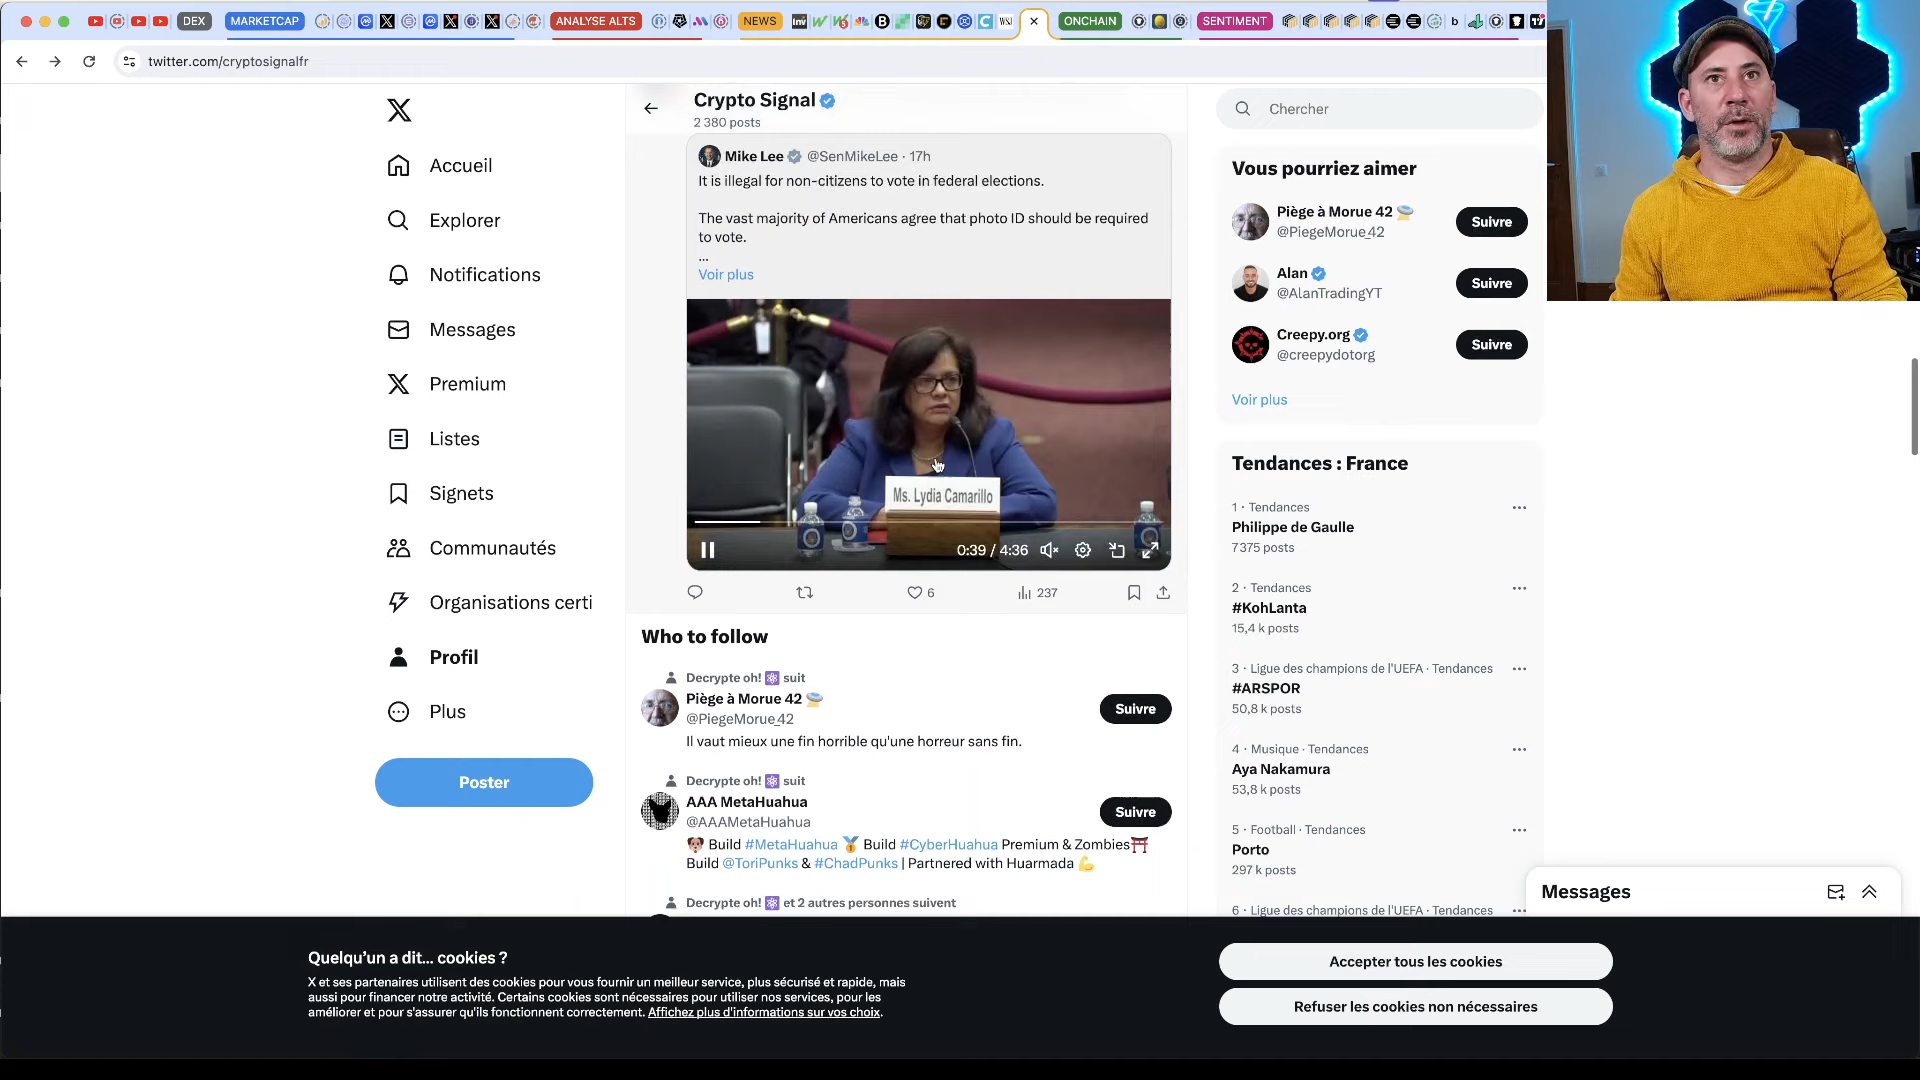 DEX
MARKETCAP
ANALYSE ALTS
NEWS
ONCHAIN
SENTIMENT
twitter.com/cryptosignalfr
Accueil
Explorer
Notifications
Messages
Premium
Listes
Signets
Communautés
Organisations certi
Profil
Plus
Poster
Crypto Signal
2 380 posts
Mike Lee @SenMikeLee · 17h
It is illegal for non-citizens to vote in federal elections.
The vast majority of Americans agree that photo ID should be required
to vote.
...
Voir plus
Ms. Lydia Camarillo
0:39 / 4:36
6
237
Who to follow
Decrypte oh! suit
Piège à Morue 42
@PiegeMorue_42
Suivre
Il vaut mieux une fin horrible qu'une horreur sans fin.
Decrypte oh! suit
AAA MetaHuahua
@AAAMetaHuahua
Suivre
Build #MetaHuahua Build #CyberHuahua Premium & Zombies
Build @ToriPunks & #ChadPunks | Partnered with Huarmada
Decrypte oh! et 2 autres personnes suivent
Chercher
Vous pourriez aimer
Piège à Morue 42
@PiegeMorue_42
Suivre
Alan
@AlanTradingYT
Suivre
Creepy.org
@creepydotorg
Suivre
Voir plus
Tendances : France
1 · Tendances
Philippe de Gaulle
7 375 posts
2 · Tendances
#KohLanta
15,4 k posts
3 · Ligue des champions de l'UEFA · Tendances
#ARSPOR
50,8 k posts
4 · Musique · Tendances
Aya Nakamura
53,8 k posts
5 · Football · Tendances
Porto
297 k posts
6 · Ligue des champions de l'UEFA · Tendances
Messages
Quelqu'un a dit… cookies ?
X et ses partenaires utilisent des cookies pour vous fournir un meilleur service, plus sécurisé et rapide, mais
aussi pour financer notre activité. Certains cookies sont nécessaires pour utiliser nos services, pour les
améliorer et pour s'assurer qu'ils fonctionnent correctement. Affichez plus d'informations sur vos choix.
Accepter tous les cookies
Refuser les cookies non nécessaires